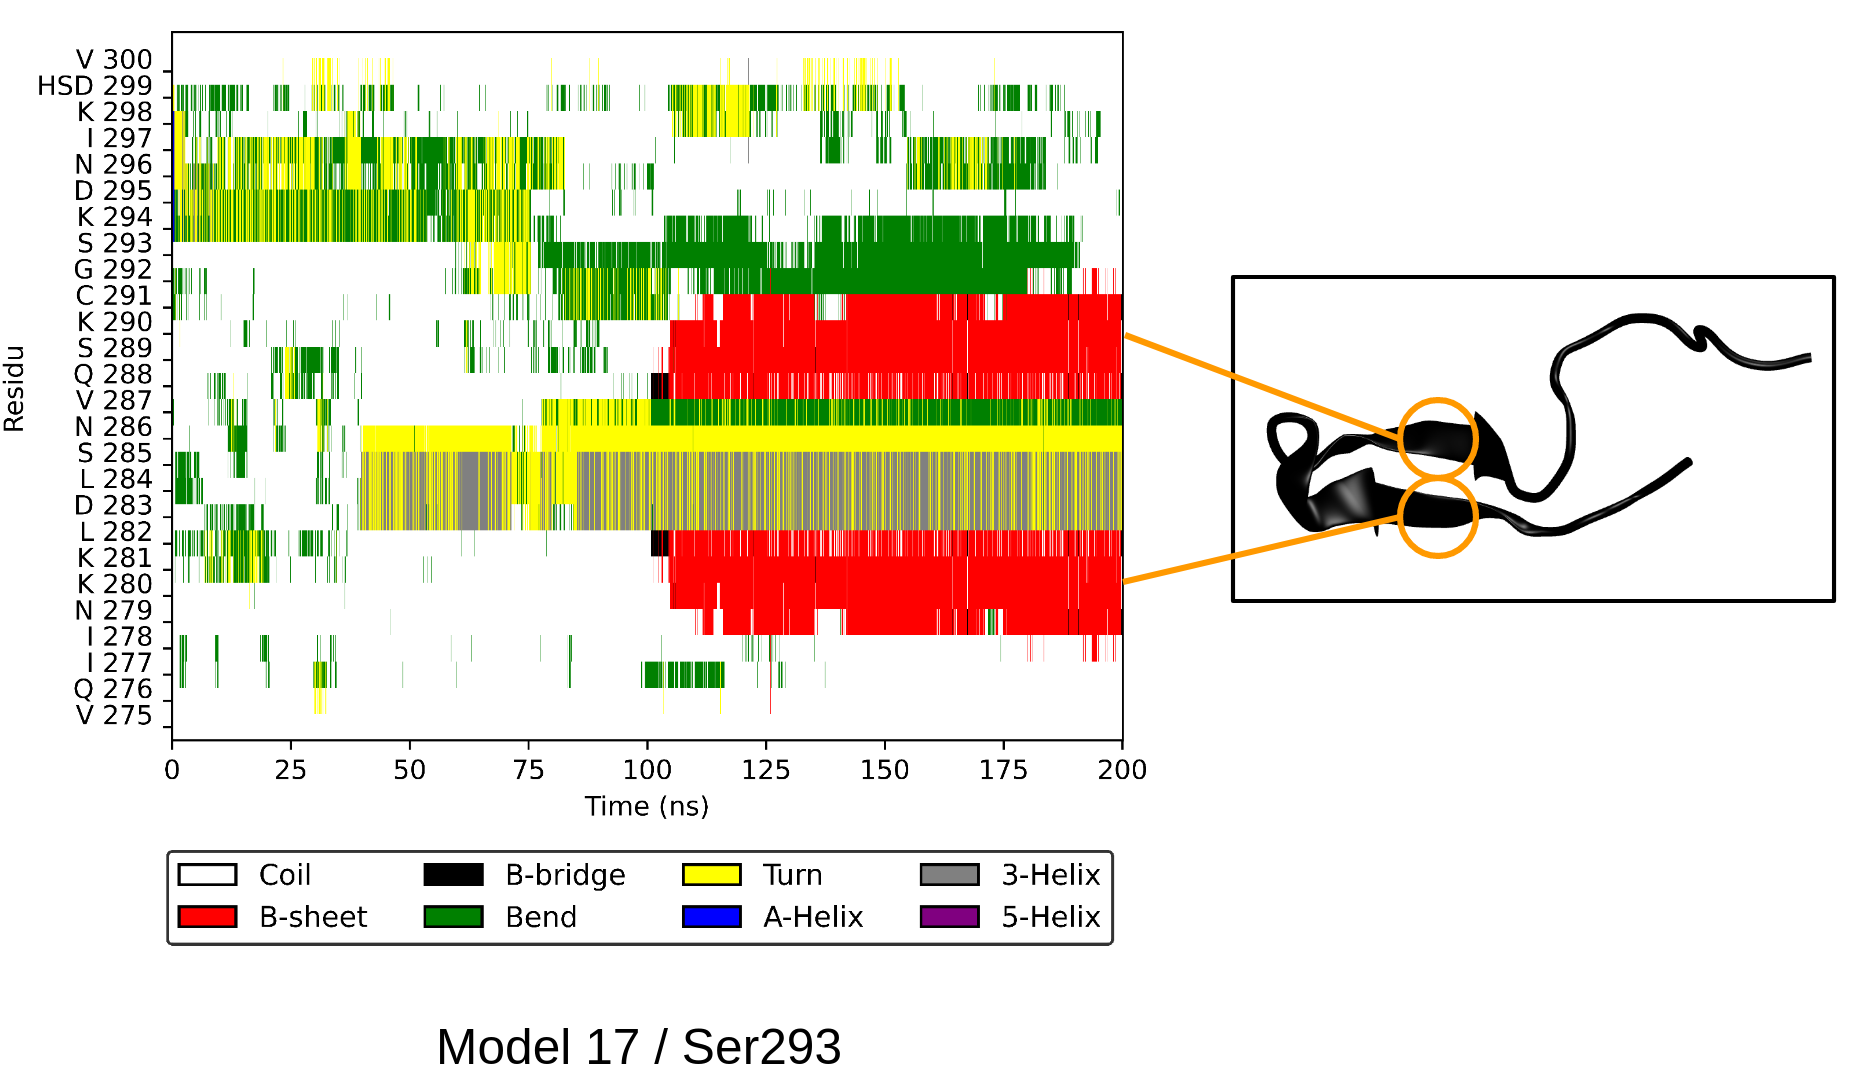 V 300
HSD 299
K 298
I 297
N 296
D 295
K 294
S 293
G 292
C 291
K 290
S 289
Q 288
V 287
N 286
S 285
L 284
D 283
L 282
K 281
K 280
N 279
I 278
I 277
Q 276
V 275
Residu
0 25 50 75 100 125 150 175 200
Time (ns)
Coil B-bridge Turn 3-Helix
B-sheet Bend A-Helix 5-Helix
Model 17 / Ser293